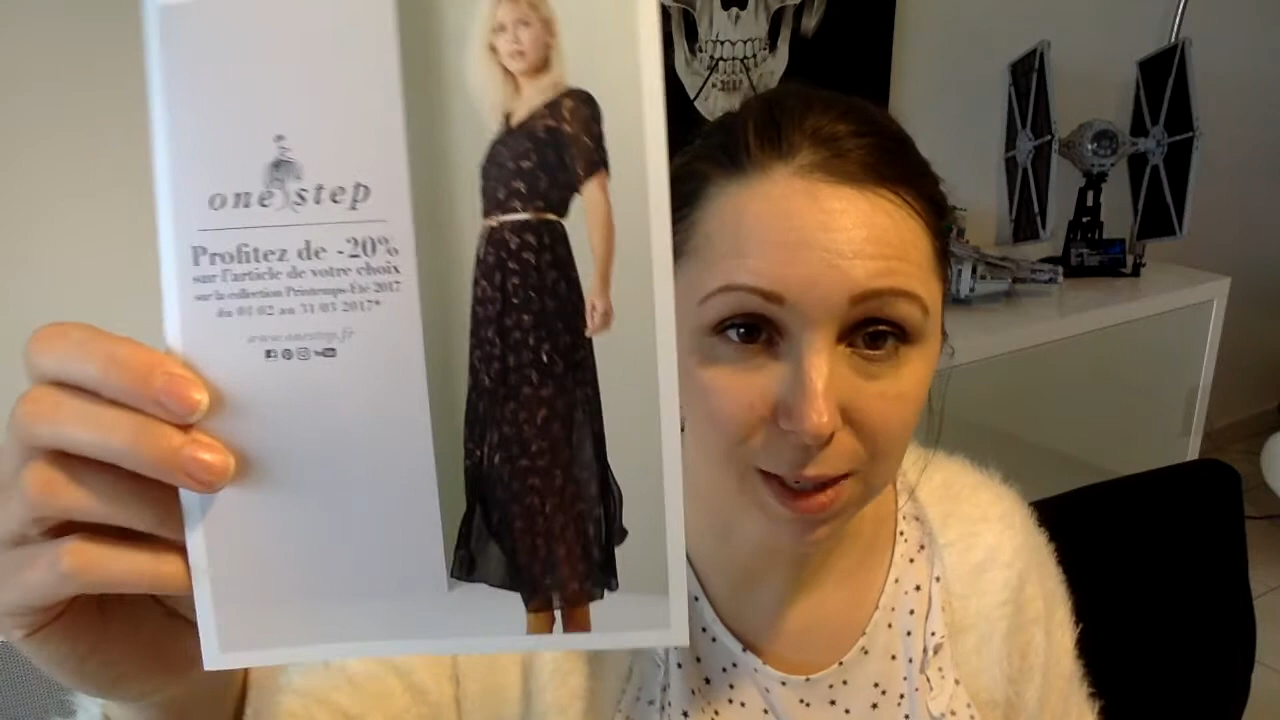 one step
Profitez de -20%
sur l'article de votre choix
sur la collection Printemps-Été 2017
du 01/02 au 31/03 2017*
www.onestep.fr